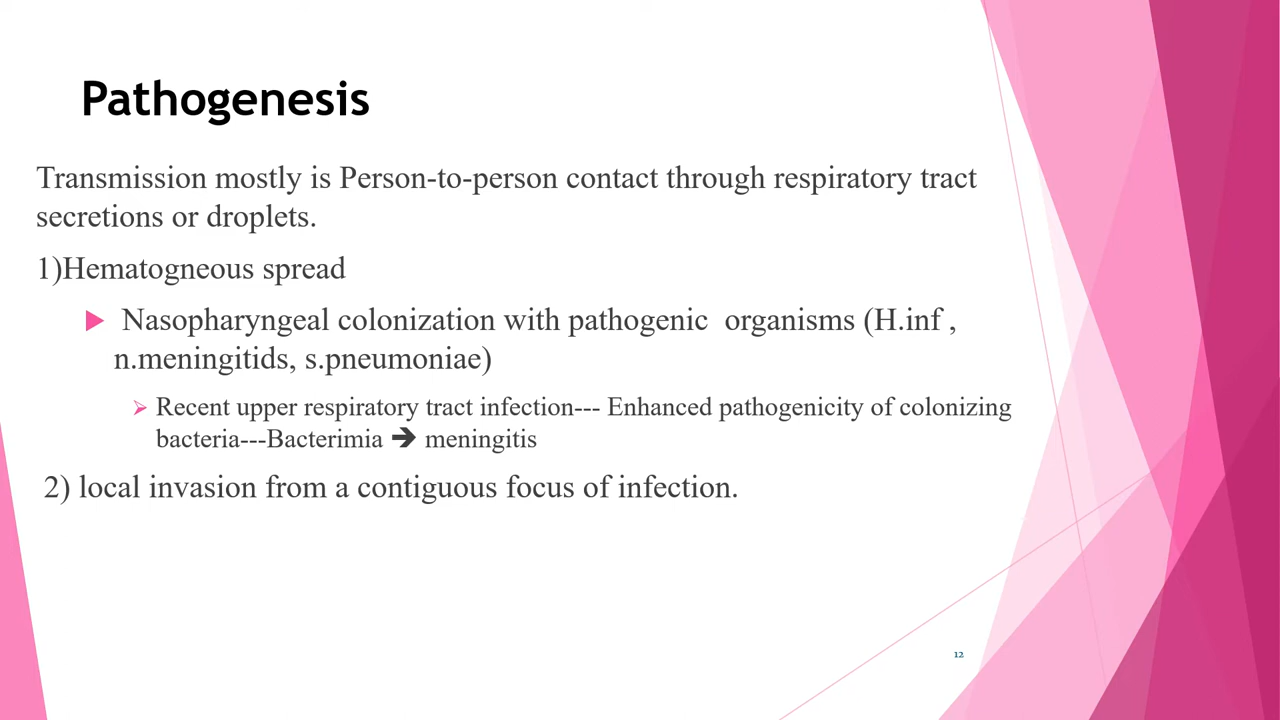 Pathogenesis
Transmission mostly is Person-to-person contact through respiratory tract
secretions or droplets.
1)Hematogneous spread
Nasopharyngeal colonization with pathogenic organisms (H.inf ,
n.meningitids, s.pneumoniae)
Recent upper respiratory tract infection--- Enhanced pathogenicity of colonizing
bacteria---Bacterimia ➔ meningitis
2) local invasion from a contiguous focus of infection.
12